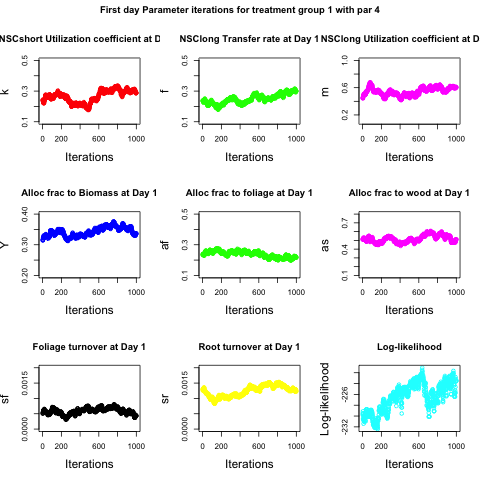 First day Parameter iterations for treatment group 1 with par 4
NSCshort Utilization coefficient at D
NSClong Transfer rate at Day 1
NSClong Utilization coefficient at D
k
0.1 0.3 0.5
0 200 600 1000
Iterations
f
0.1 0.3 0.5
0 200 600 1000
Iterations
m
0.2 0.6 1.0
0 200 600 1000
Iterations
Alloc frac to Biomass at Day 1
Alloc frac to foliage at Day 1
Alloc frac to wood at Day 1
Y
0.20 0.30 0.40
0 200 600 1000
Iterations
af
0.1 0.3 0.5
0 200 600 1000
Iterations
as
0.1 0.4 0.7
0 200 600 1000
Iterations
Foliage turnover at Day 1
Root turnover at Day 1
Log-likelihood
sf
0.0000 0.0015
0 200 600 1000
Iterations
sr
0.0000 0.0015
0 200 600 1000
Iterations
Log-likelihood
-232 -226
0 200 600 1000
Iterations